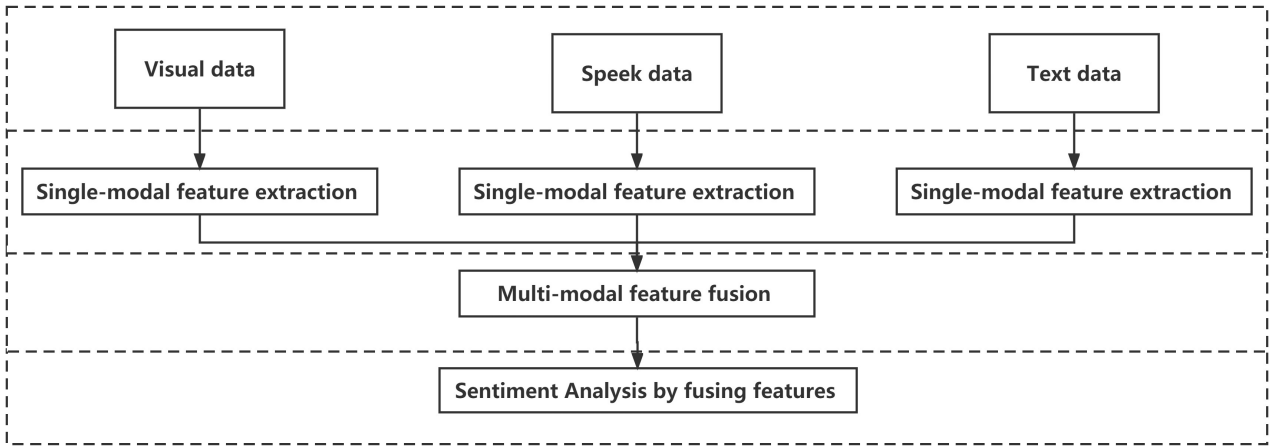 Visual data
Speek data
Text data
Single-modal feature extraction
Single-modal feature extraction
Single-modal feature extraction
Multi-modal feature fusion
Sentiment Analysis by fusing features